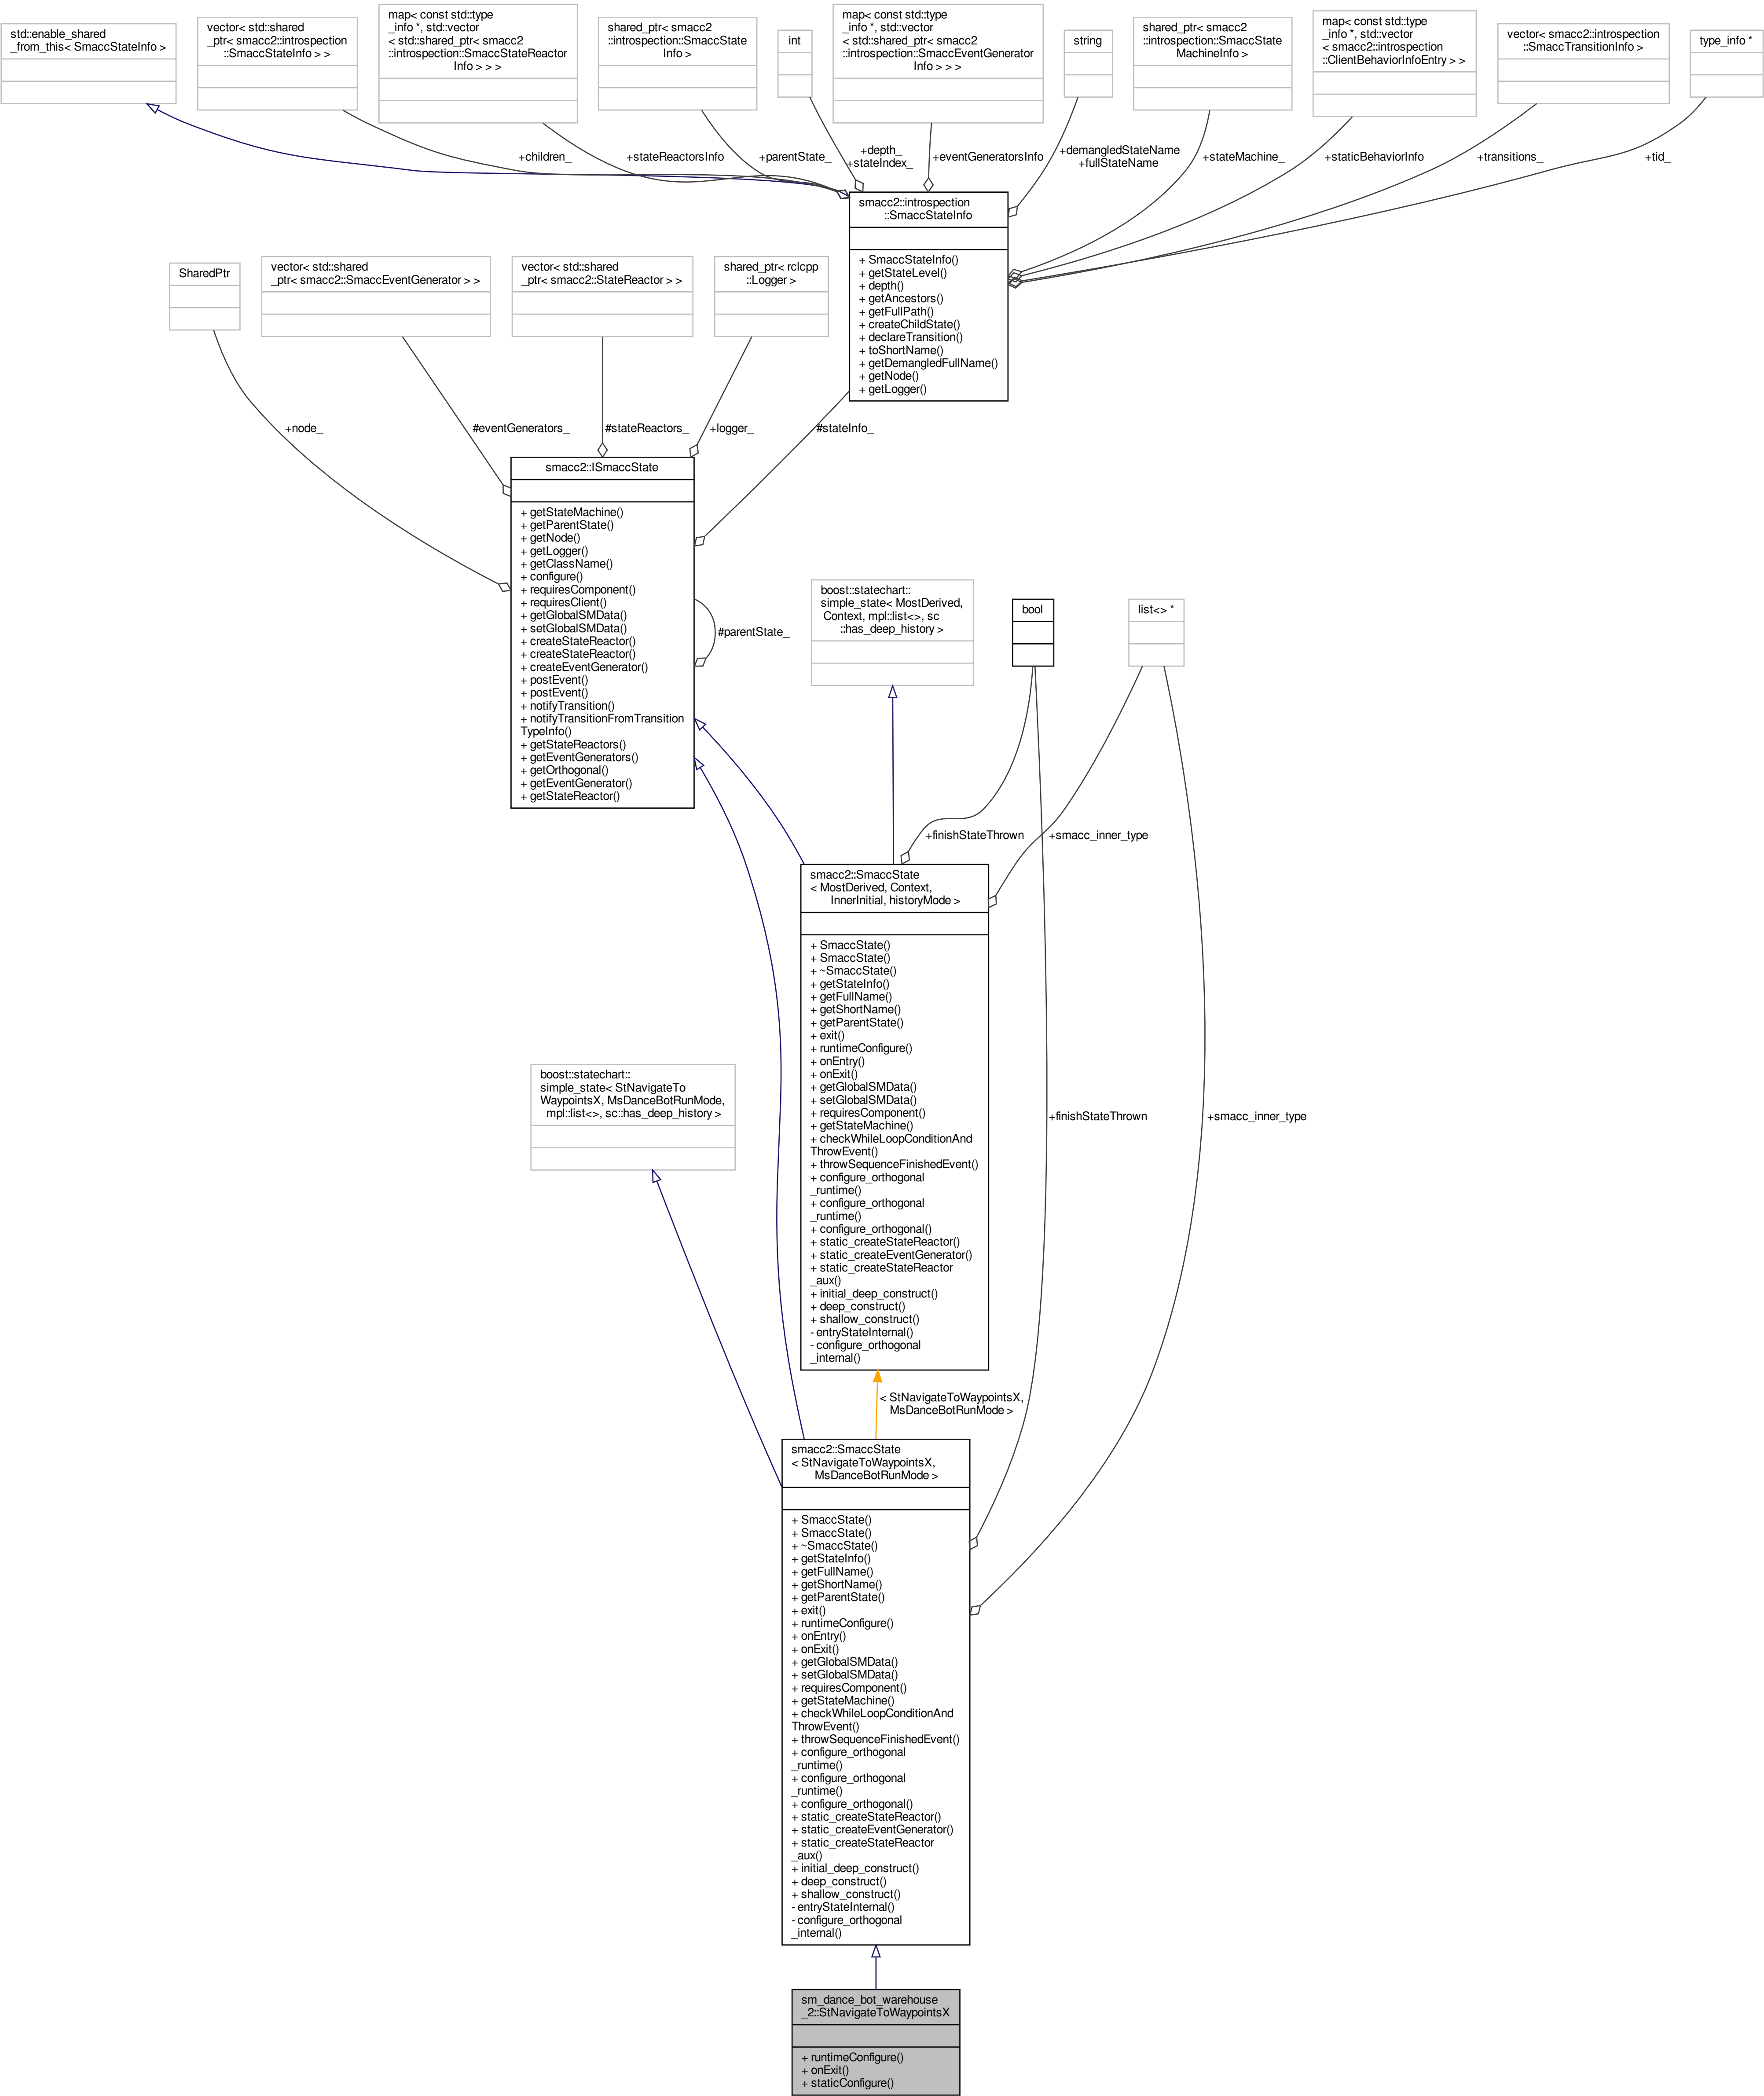 std::enable_shared
_from_this< SmaccStateInfo >
vector< std::shared
_ptr< smacc2::introspection
::SmaccStateInfo > >
map< const std::type
_info *, std::vector
< std::shared_ptr< smacc2
::introspection::SmaccStateReactor
Info > > >
shared_ptr< smacc2
::introspection::SmaccState
Info >
int
map< const std::type
_info *, std::vector
< std::shared_ptr< smacc2
::introspection::SmaccEventGenerator
Info > > >
string
shared_ptr< smacc2
::introspection::SmaccState
MachineInfo >
map< const std::type
_info *, std::vector
< smacc2::introspection
::ClientBehaviorInfoEntry > >
vector< smacc2::introspection
::SmaccTransitionInfo >
type_info *
+children_
+stateReactorsInfo
+parentState_
+depth_
+stateIndex_
+eventGeneratorsInfo
+demangledStateName
+fullStateName
+stateMachine_
+staticBehaviorInfo
+transitions_
+tid_
smacc2::introspection
::SmaccStateInfo
+ SmaccStateInfo()
+ getStateLevel()
+ depth()
+ getAncestors()
+ getFullPath()
+ createChildState()
+ declareTransition()
+ toShortName()
+ getDemangledFullName()
+ getNode()
+ getLogger()
SharedPtr
vector< std::shared
_ptr< smacc2::SmaccEventGenerator > >
vector< std::shared
_ptr< smacc2::StateReactor > >
shared_ptr< rclcpp
::Logger >
+node_
#eventGenerators_
#stateReactors_
+logger_
#stateInfo_
smacc2::ISmaccState
+ getStateMachine()
+ getParentState()
+ getNode()
+ getLogger()
+ getClassName()
+ configure()
+ requiresComponent()
+ requiresClient()
+ getGlobalSMData()
+ setGlobalSMData()
+ createStateReactor()
+ createStateReactor()
+ createEventGenerator()
+ postEvent()
+ postEvent()
+ notifyTransition()
+ notifyTransitionFromTransition
TypeInfo()
+ getStateReactors()
+ getEventGenerators()
+ getOrthogonal()
+ getEventGenerator()
+ getStateReactor()
#parentState_
boost::statechart::
simple_state< MostDerived,
Context, mpl::list<>, sc
::has_deep_history >
bool
list<> *
+finishStateThrown
+smacc_inner_type
smacc2::SmaccState
< MostDerived, Context,
InnerInitial, historyMode >
+ SmaccState()
+ SmaccState()
+ ~SmaccState()
+ getStateInfo()
+ getFullName()
+ getShortName()
+ getParentState()
+ exit()
+ runtimeConfigure()
+ onEntry()
+ onExit()
+ getGlobalSMData()
+ setGlobalSMData()
+ requiresComponent()
+ getStateMachine()
+ checkWhileLoopConditionAnd
ThrowEvent()
+ throwSequenceFinishedEvent()
+ configure_orthogonal
_runtime()
+ configure_orthogonal
_runtime()
+ configure_orthogonal()
+ static_createStateReactor()
+ static_createEventGenerator()
+ static_createStateReactor
_aux()
+ initial_deep_construct()
+ deep_construct()
+ shallow_construct()
- entryStateInternal()
- configure_orthogonal
_internal()
boost::statechart::
simple_state< StNavigateTo
WaypointsX, MsDanceBotRunMode,
mpl::list<>, sc::has_deep_history >
+finishStateThrown
+smacc_inner_type
< StNavigateToWaypointsX,
MsDanceBotRunMode >
smacc2::SmaccState
< StNavigateToWaypointsX,
MsDanceBotRunMode >
+ SmaccState()
+ SmaccState()
+ ~SmaccState()
+ getStateInfo()
+ getFullName()
+ getShortName()
+ getParentState()
+ exit()
+ runtimeConfigure()
+ onEntry()
+ onExit()
+ getGlobalSMData()
+ setGlobalSMData()
+ requiresComponent()
+ getStateMachine()
+ checkWhileLoopConditionAnd
ThrowEvent()
+ throwSequenceFinishedEvent()
+ configure_orthogonal
_runtime()
+ configure_orthogonal
_runtime()
+ configure_orthogonal()
+ static_createStateReactor()
+ static_createEventGenerator()
+ static_createStateReactor
_aux()
+ initial_deep_construct()
+ deep_construct()
+ shallow_construct()
- entryStateInternal()
- configure_orthogonal
_internal()
sm_dance_bot_warehouse
_2::StNavigateToWaypointsX
+ runtimeConfigure()
+ onExit()
+ staticConfigure()